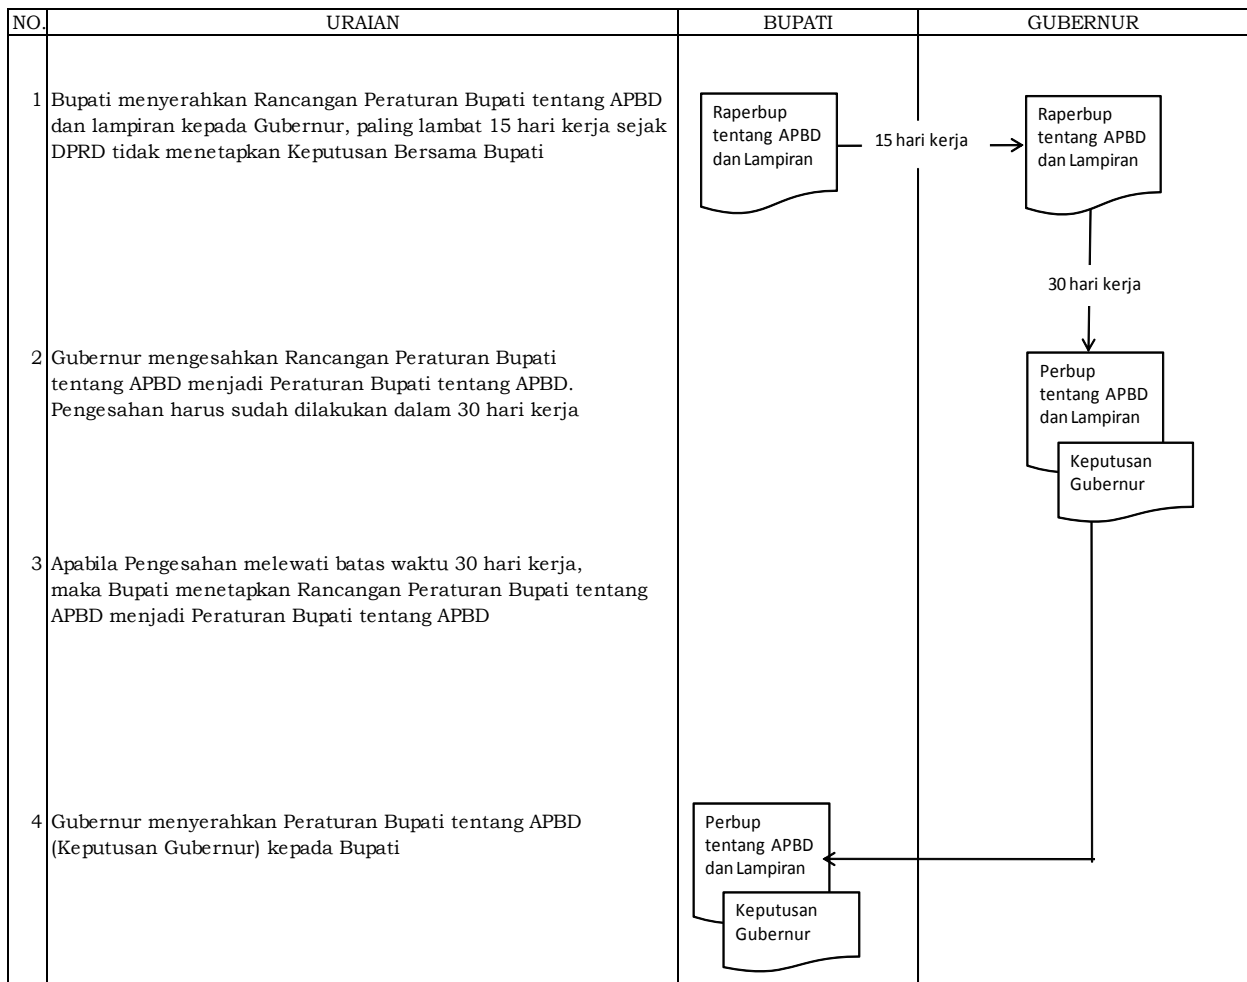 NO. URAIAN BUPATI GUBERNUR
1 Bupati menyerahkan Rancangan Peraturan Bupati tentang APBD
dan lampiran kepada Gubernur, paling lambat 15 hari kerja sejak
DPRD tidak menetapkan Keputusan Bersama Bupati
Raperbup
tentang APBD
dan Lampiran
15 hari kerja
Raperbup
tentang APBD
dan Lampiran
30 hari kerja
2 Gubernur mengesahkan Rancangan Peraturan Bupati
tentang APBD menjadi Peraturan Bupati tentang APBD.
Pengesahan harus sudah dilakukan dalam 30 hari kerja
Perbup
tentang APBD
dan Lampiran
Keputusan
Gubernur
3 Apabila Pengesahan melewati batas waktu 30 hari kerja,
maka Bupati menetapkan Rancangan Peraturan Bupati tentang
APBD menjadi Peraturan Bupati tentang APBD
4 Gubernur menyerahkan Peraturan Bupati tentang APBD
(Keputusan Gubernur) kepada Bupati
Perbup
tentang APBD
dan Lampiran
Keputusan
Gubernur